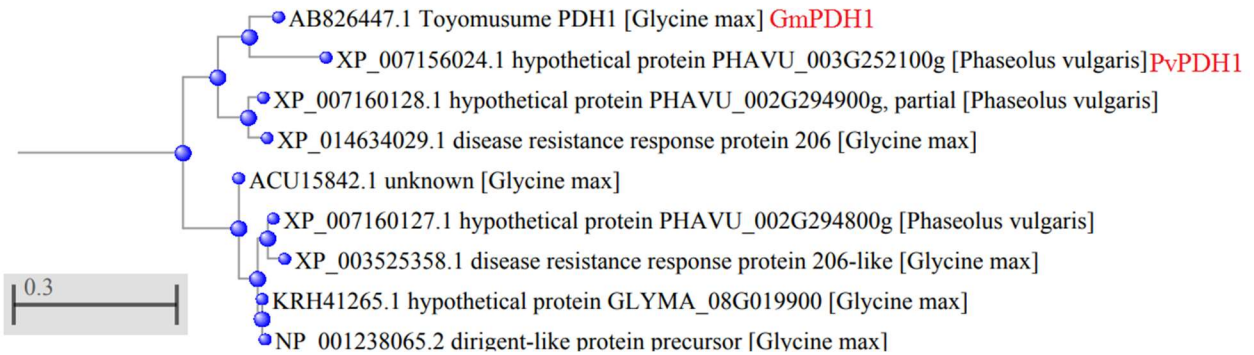 AB826447.1 Toyomusume PDH1 [Glycine max] GmPDH1
XP_007156024.1 hypothetical protein PHAVU_003G252100g [Phaseolus vulgaris] PvPDH1
XP_007160128.1 hypothetical protein PHAVU_002G294900g, partial [Phaseolus vulgaris]
XP_014634029.1 disease resistance response protein 206 [Glycine max]
ACU15842.1 unknown [Glycine max]
XP_007160127.1 hypothetical protein PHAVU_002G294800g [Phaseolus vulgaris]
XP_003525358.1 disease resistance response protein 206-like [Glycine max]
0.3
KRH41265.1 hypothetical protein GLYMA_08G019900 [Glycine max]
NP_001238065.2 dirigent-like protein precursor [Glycine max]